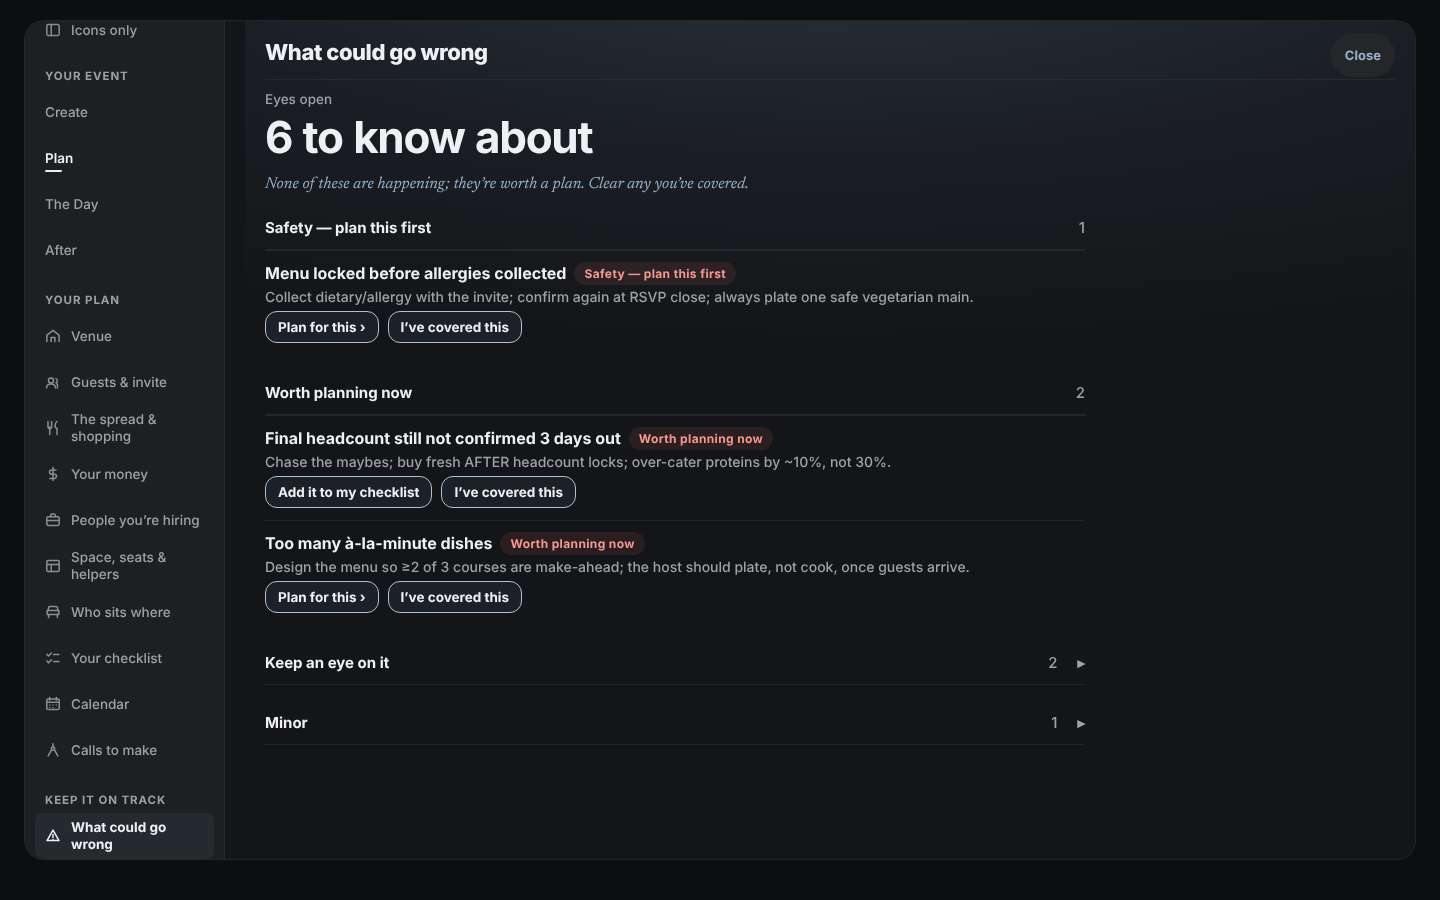 Icons only
YOUR EVENT
Create
Plan
The Day
After
YOUR PLAN
Venue
Guests & invite
The spread &
shopping
Your money
People you’re hiring
Space, seats &
helpers
Who sits where
Your checklist
Calendar
Calls to make
KEEP IT ON TRACK
What could go
wrong
What could go wrong
Close
Eyes open
6 to know about
None of these are happening; they’re worth a plan. Clear any you’ve covered.
Safety — plan this first 1
Menu locked before allergies collected Safety — plan this first
Collect dietary/allergy with the invite; confirm again at RSVP close; always plate one safe vegetarian main.
Plan for this › I’ve covered this
Worth planning now 2
Final headcount still not confirmed 3 days out Worth planning now
Chase the maybes; buy fresh AFTER headcount locks; over-cater proteins by ~10%, not 30%.
Add it to my checklist I’ve covered this
Too many à-la-minute dishes Worth planning now
Design the menu so ≥2 of 3 courses are make-ahead; the host should plate, not cook, once guests arrive.
Plan for this › I’ve covered this
Keep an eye on it 2 ▸
Minor 1 ▸